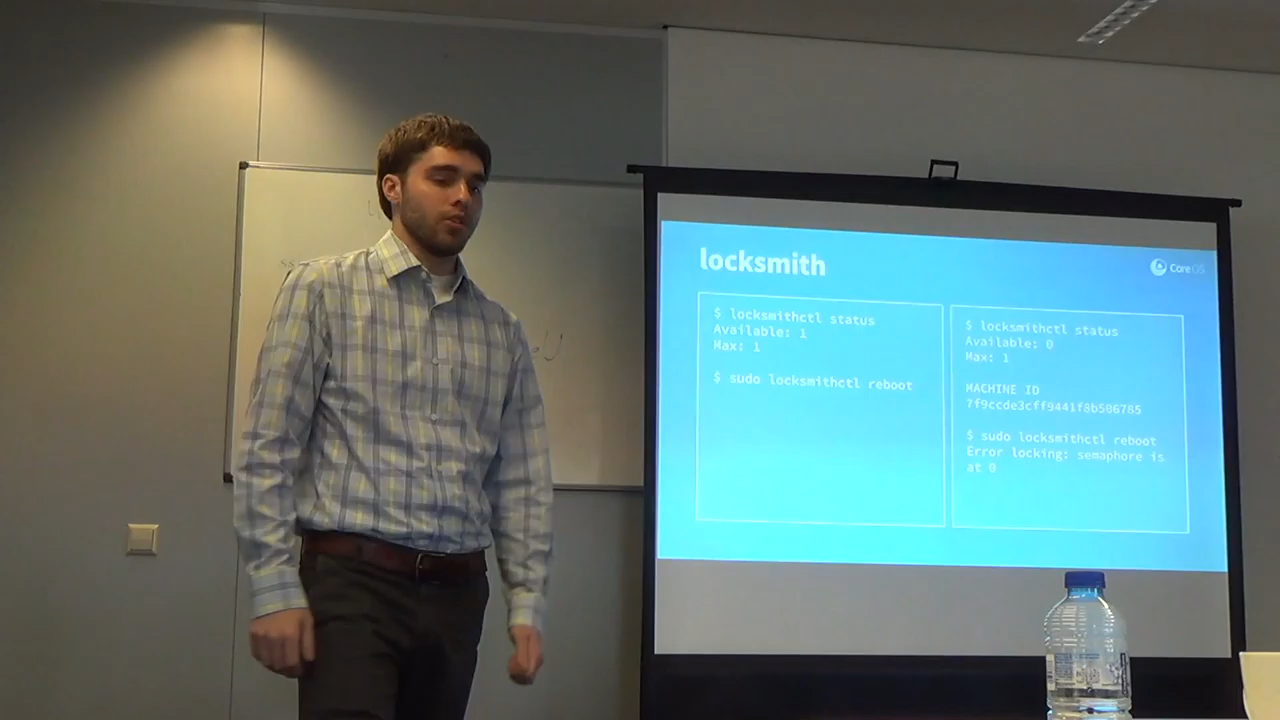 locksmith
CoreOS
$ locksmithctl status
Available: 1
Max: 1
$ sudo locksmithctl reboot
$ locksmithctl status
Available: 0
Max: 1
MACHINE ID
7f9ccde3cff9441f8b506785
$ sudo locksmithctl reboot
Error locking: semaphore is
at 0